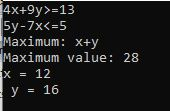 4x+9y>=13
5y-7x<=5
Maximum: x+y
Maximum value: 28
x = 12
 y = 16